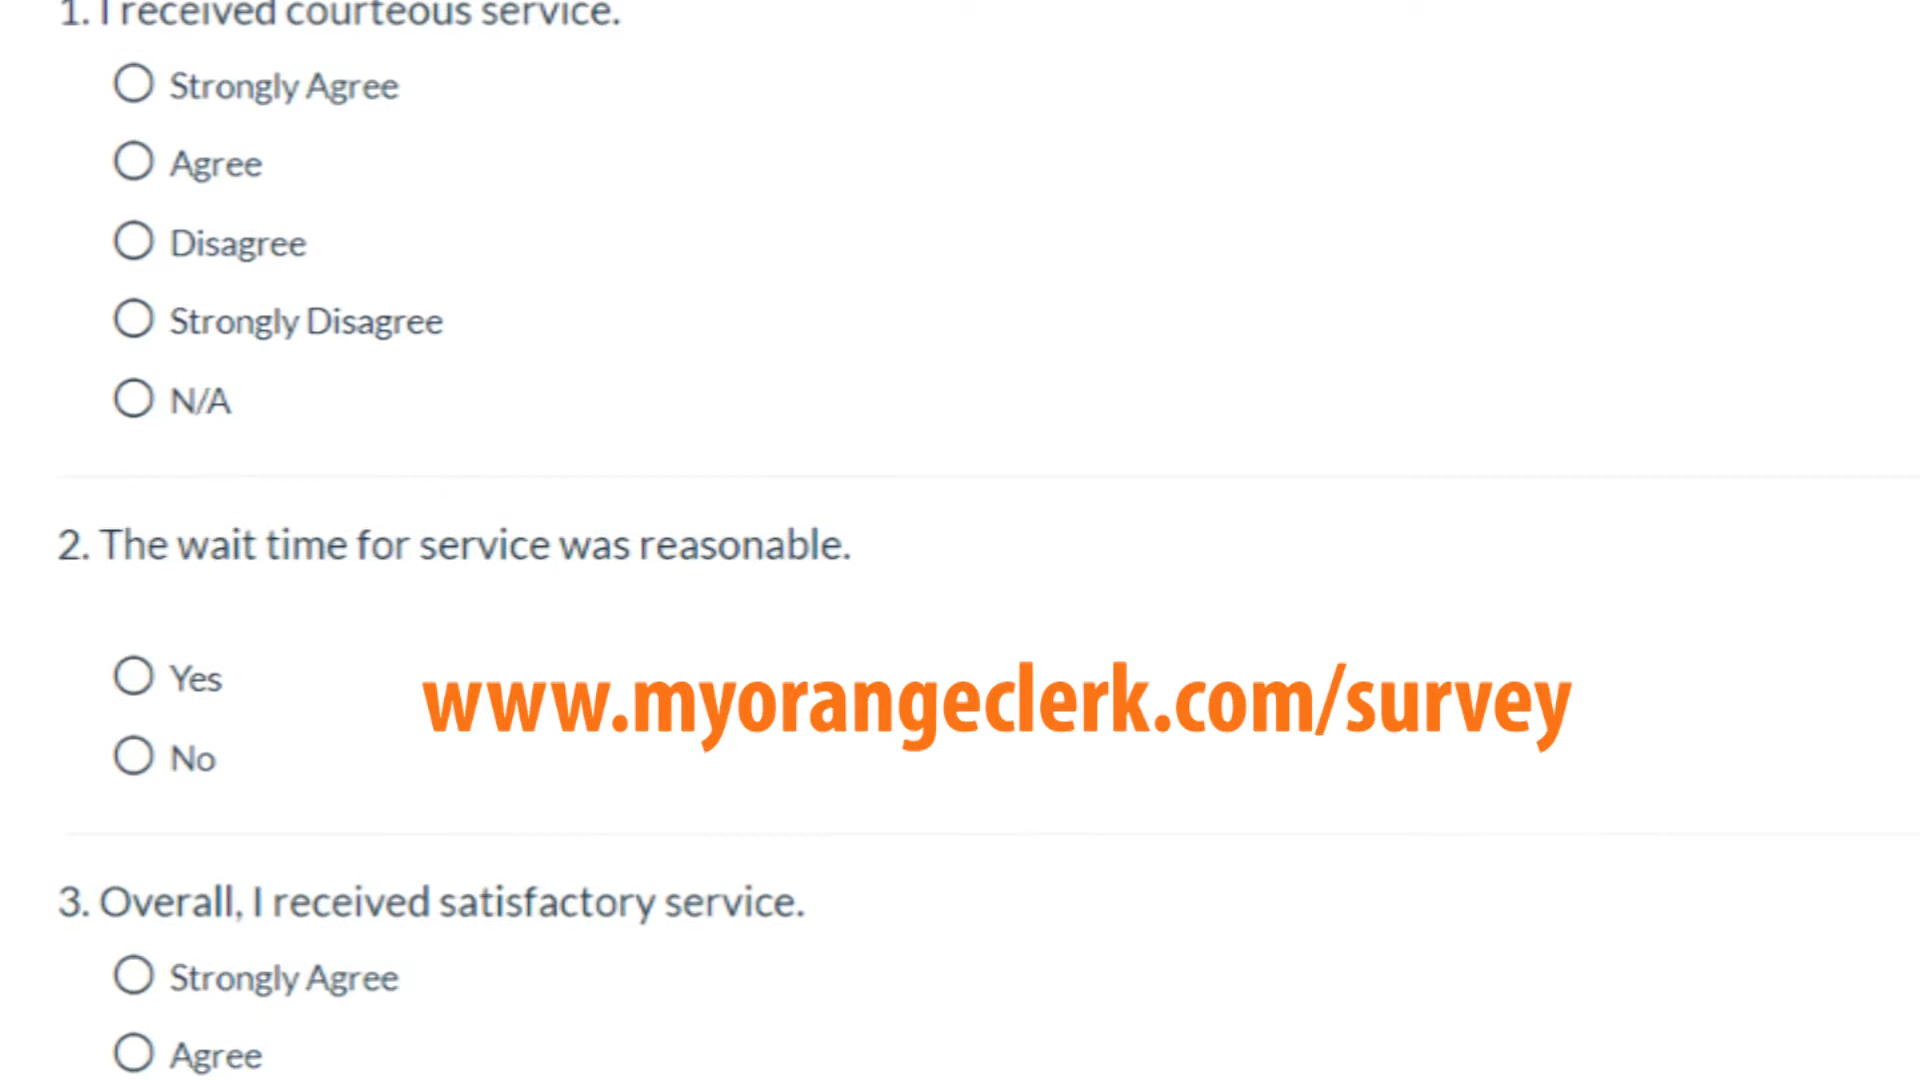 1. I received courteous service.
Strongly Agree
Agree
Disagree
Strongly Disagree
N/A
2. The wait time for service was reasonable.
Yes
www.myorangeclerk.com/survey
No
3. Overall, I received satisfactory service.
Strongly Agree
Agree